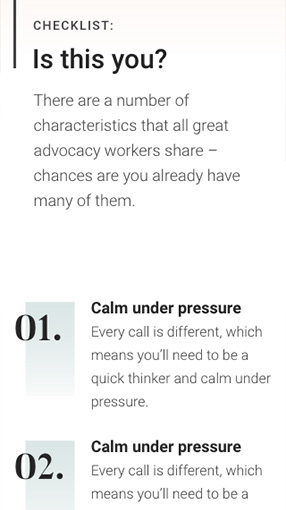 CHECKLIST:
Is this you?
There are a number of
characteristics that all great
advocacy workers share –
chances are you already have
many of them.
01.
Calm under pressure
Every call is different, which
means you’ll need to be a
quick thinker and calm under
pressure.
02.
Calm under pressure
Every call is different, which
means you’ll need to be a